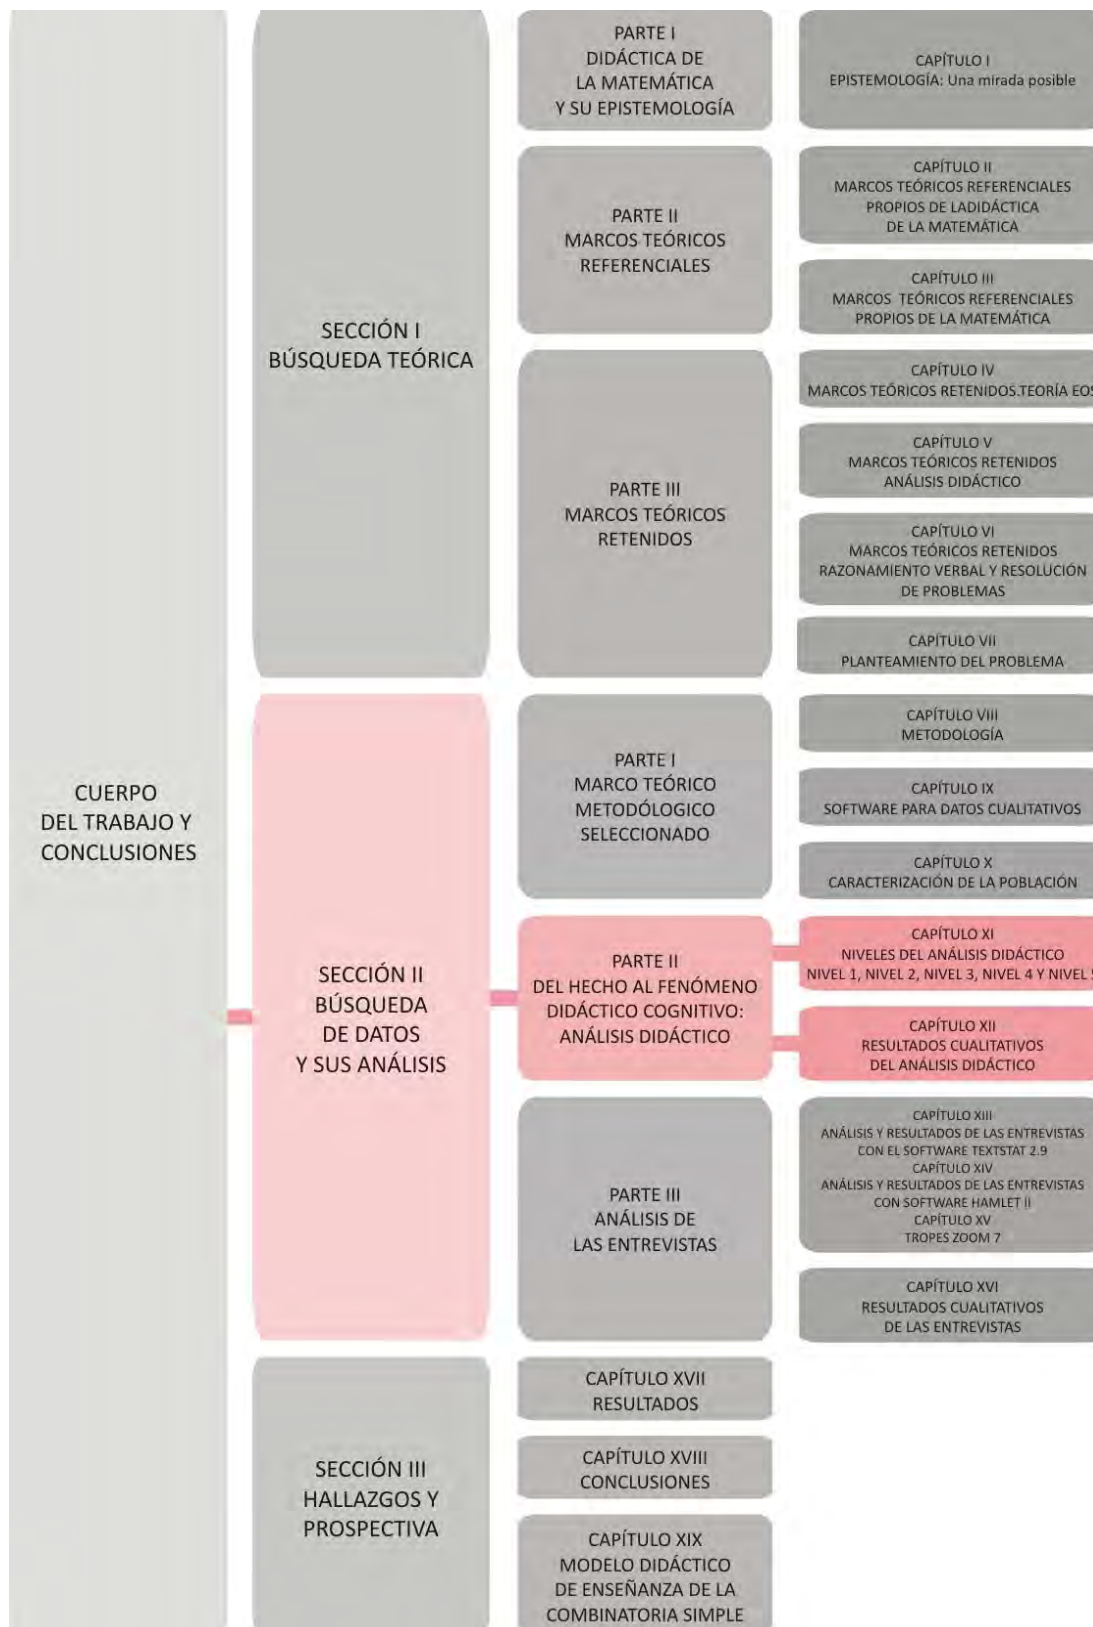 CUERPO
DEL TRABAJO Y
CONCLUSIONES
SECCIÓN I
BÚSQUEDA TEÓRICA
PARTE I
DIDÁCTICA DE
LA MATEMÁTICA
Y SU EPISTEMOLOGÍA
CAPÍTULO I
EPISTEMOLOGÍA: Una mirada posible
PARTE II
MARCOS TEÓRICOS
REFERENCIALES
CAPÍTULO II
MARCOS TEÓRICOS REFERENCIALES
PROPIOS DE LADIDÁCTICA
DE LA MATEMÁTICA
CAPÍTULO III
MARCOS TEÓRICOS REFERENCIALES
PROPIOS DE LA MATEMÁTICA
PARTE III
MARCOS TEÓRICOS
RETENIDOS
CAPÍTULO IV
MARCOS TEÓRICOS RETENIDOS.TEORÍA EOS
CAPÍTULO V
MARCOS TEÓRICOS RETENIDOS
ANÁLISIS DIDÁCTICO
CAPÍTULO VI
MARCOS TEÓRICOS RETENIDOS
RAZONAMIENTO VERBAL Y RESOLUCIÓN
DE PROBLEMAS
CAPÍTULO VII
PLANTEAMIENTO DEL PROBLEMA
SECCIÓN II
BÚSQUEDA
DE DATOS
Y SUS ANÁLISIS
PARTE I
MARCO TEÓRICO
METODÓLOGICO
SELECCIONADO
CAPÍTULO VIII
METODOLOGÍA
CAPÍTULO IX
SOFTWARE PARA DATOS CUALITATIVOS
CAPÍTULO X
CARACTERIZACIÓN DE LA POBLACIÓN
PARTE II
DEL HECHO AL FENÓMENO
DIDÁCTICO COGNITIVO:
ANÁLISIS DIDÁCTICO
CAPÍTULO XI
NIVELES DEL ANÁLISIS DIDÁCTICO
NIVEL 1, NIVEL 2, NIVEL 3, NIVEL 4 Y NIVEL 5
CAPÍTULO XII
RESULTADOS CUALITATIVOS
DEL ANÁLISIS DIDÁCTICO
PARTE III
ANÁLISIS DE
LAS ENTREVISTAS
CAPÍTULO XIII
ANÁLISIS Y RESULTADOS DE LAS ENTREVISTAS
CON EL SOFTWARE TEXTSTAT 2.9
CAPÍTULO XIV
ANÁLISIS Y RESULTADOS DE LAS ENTREVISTAS
CON SOFTWARE HAMLET II
CAPÍTULO XV
TROPES ZOOM 7
CAPÍTULO XVI
RESULTADOS CUALITATIVOS
DE LAS ENTREVISTAS
SECCIÓN III
HALLAZGOS Y
PROSPECTIVA
CAPÍTULO XVII
RESULTADOS
CAPÍTULO XVIII
CONCLUSIONES
CAPÍTULO XIX
MODELO DIDÁCTICO
DE ENSEÑANZA DE LA
COMBINATORIA SIMPLE